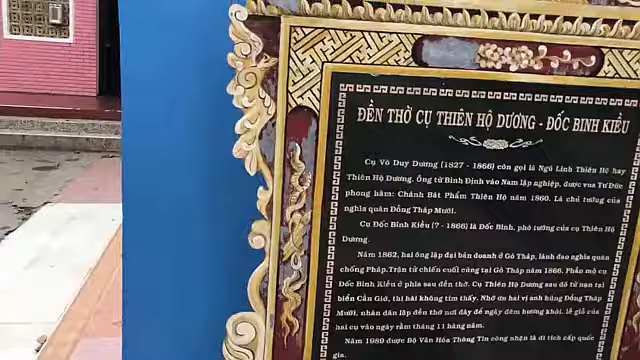 ĐỀN THỜ CỤ THIÊN HỘ DƯƠNG - ĐỐC BINH KIỀU
Cụ Võ Duy Dương (1827 - 1866) còn gọi là Ngũ Linh Thiên Hộ hay
Thiên Hộ Dương. Ông từ Bình Định vào Nam lập nghiệp, được vua Tự Đức
phong hàm: Chánh Bát Phẩm Thiên Hộ năm 1860. Là chủ tướng của
nghĩa quân Đồng Tháp Mười.
Cụ Đốc Binh Kiều (? - 1866) là Đốc Binh, phó tướng của cụ Thiên Hộ
Dương.
Năm 1862, hai ông lập đại bản doanh ở Gò Tháp, lãnh đạo nghĩa quân
chống Pháp. Trận tử chiến cuối cùng tại Gò Tháp năm 1866. Phần mộ cụ
Đốc Binh Kiều ở phía sau đền thờ. Cụ Thiên Hộ Dương sau đó tử nạn tại
biển Cần Giờ, thi hài không tìm thấy. Nhớ ơn hai vị anh hùng Đồng Tháp
Mười, nhân dân lập đền thờ nơi đây để ngày đêm hương khói. lễ giỗ của
hai cụ vào ngày rằm tháng 11 hàng năm.
Năm 1989 được Bộ Văn Hóa Thông Tin công nhận là di tích cấp quốc
gia.